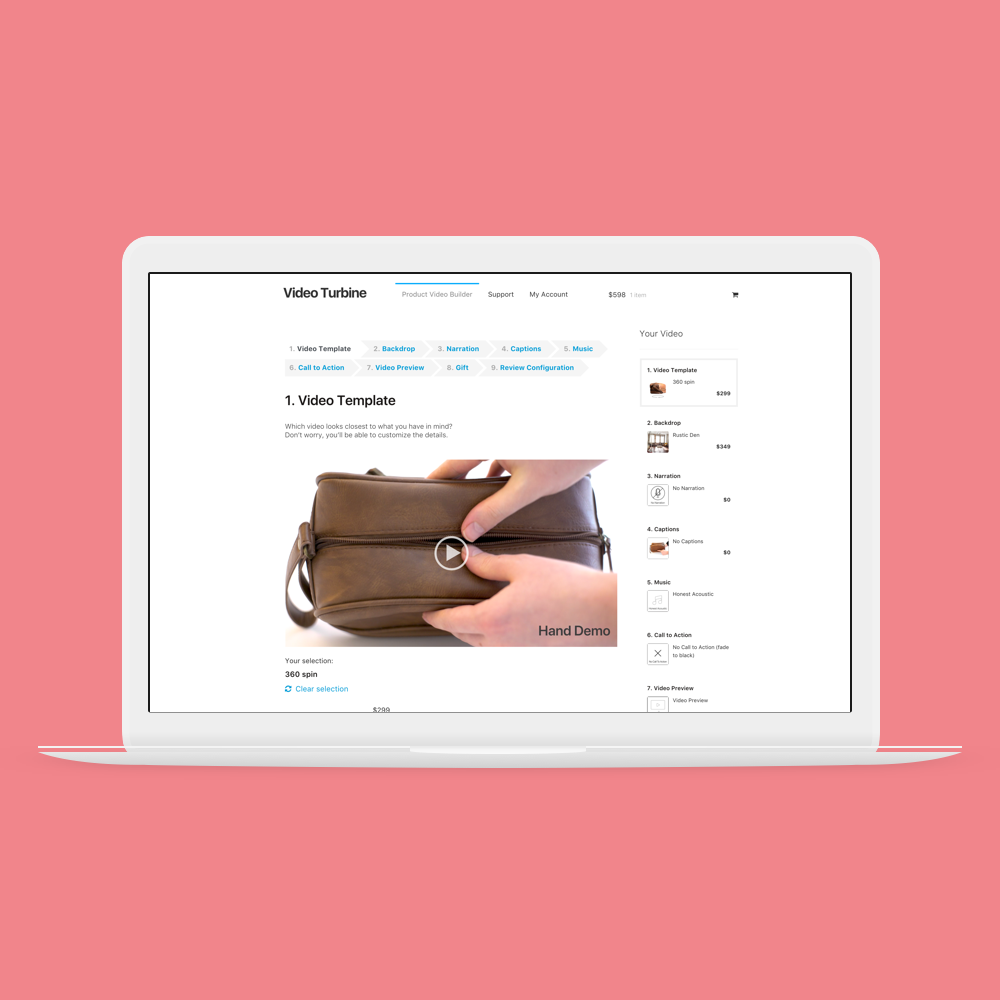 Video Turbine
Product Video Builder
Support
My Account
$598 1 item
1. Video Template
2. Backdrop
3. Narration
4. Captions
5. Music
6. Call to Action
7. Video Preview
8. Gift
9. Review Configuration
1. Video Template
Which video looks closest to what you have in mind?
Don't worry, you'll be able to customize the details.
Hand Demo
Your selection:
360 spin
Clear selection
$299
Your Video
1. Video Template
360 spin
$299
2. Backdrop
Rustic Den
$349
3. Narration
No Narration
$0
4. Captions
No Captions
$0
5. Music
Honest Acoustic
6. Call to Action
No Call to Action (fade
to black)
7. Video Preview
Video Preview